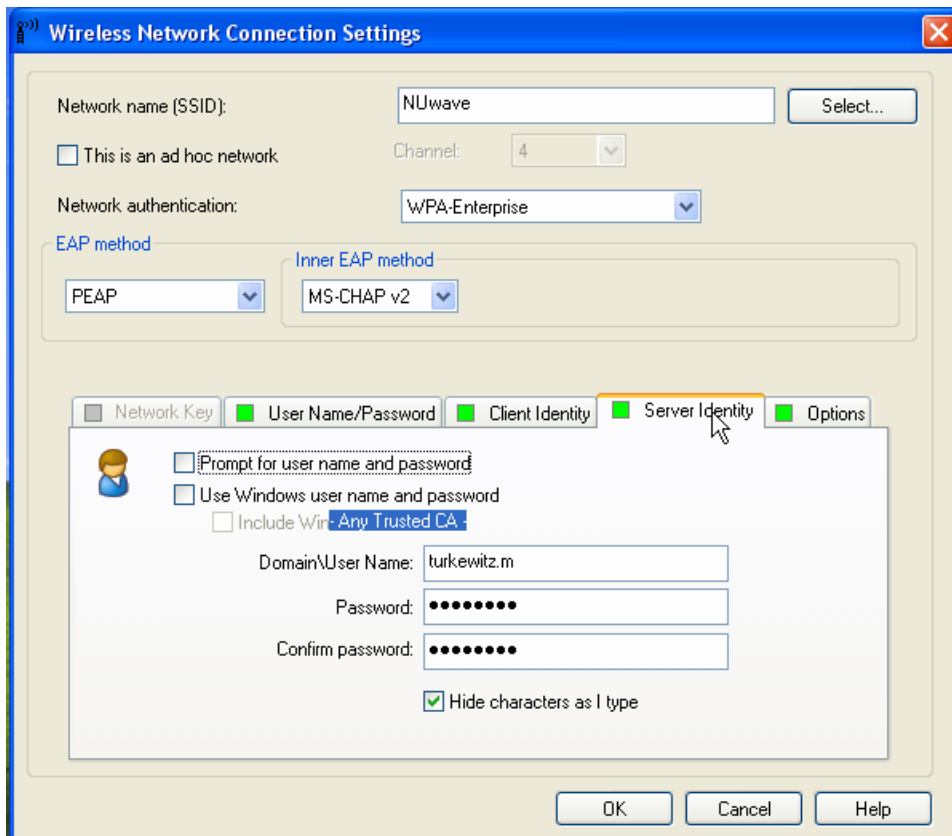 Wireless Network Connection Settings
Network name (SSID): NUwave Select...
This is an ad hoc network Channel: 4
Network authentication: WPA-Enterprise
EAP method
Inner EAP method
PEAP MS-CHAP v2
Network Key User Name/Password Client Identity Server Identity Options
Prompt for user name and password
Use Windows user name and password
Include Win - Any Trusted CA -
Domain\User Name: turkewitz.m
Password: ●●●●●●●●
Confirm password: ●●●●●●●●
Hide characters as I type
OK Cancel Help